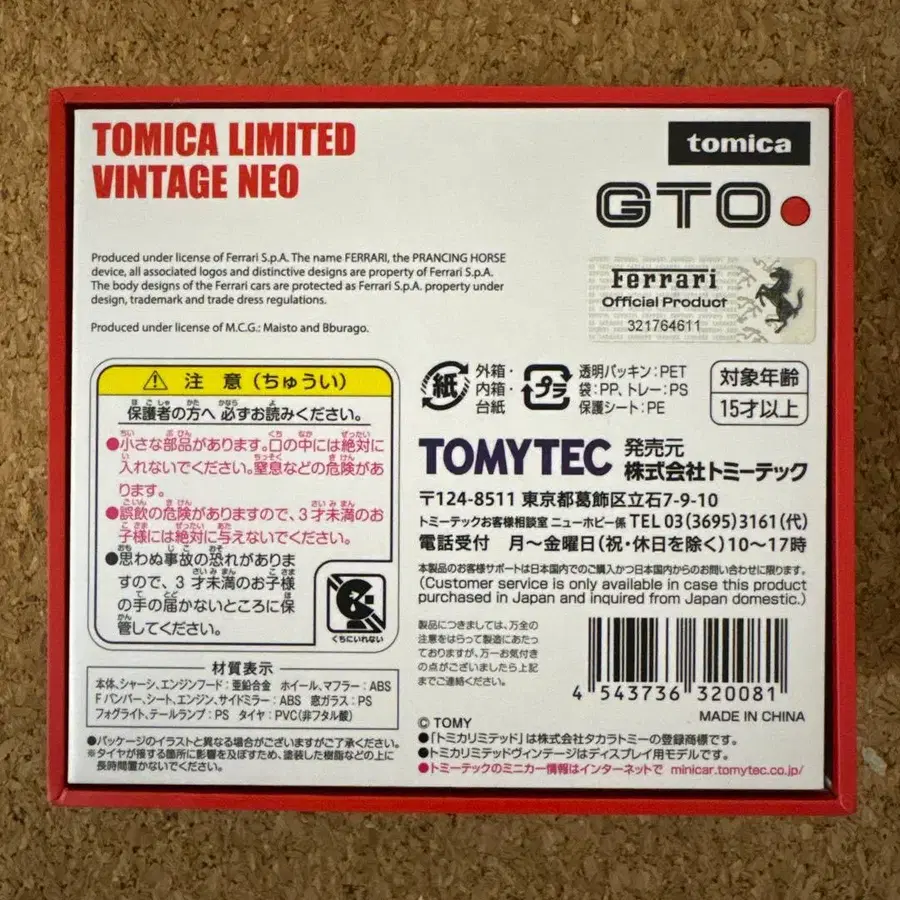 TOMICA LIMITED
VINTAGE NEO
tomica
GTO
Produced under license of Ferrari S.p.A. The name FERRARI, the PRANCING HORSE
device, all associated logos and distinctive designs are property of Ferrari S.p.A.
The body designs of the Ferrari cars are protected as Ferrari S.p.A. property under
design, trademark and trade dress regulations.
Produced under license of M.C.G.: Maisto and Bburago.
Ferrari
Official Product
321764611
⚠ 注意(ちゅうい)
保護者の方へ 必ずお読みください。
●小さな部品があります。口の中には絶対に
入れないでください。窒息などの危険があ
ります。
●誤飲の危険がありますので、3才未満のお
子様には絶対に与えないでください。
●思わぬ事故の恐れがあり
ますので、3才未満のお子様
の手の届かないところに保
管してください。
くちにいれない
材質表示
本体、シャーシ、エンジンフード:亜鉛合金 ホイール、マフラー:ABS
Fバンパー、シート、エンジン、サイドミラー:ABS 窓ガラス:PS
フォグライト、テールランプ:PS タイヤ:PVC(非フタル酸)
●パッケージのイラストと異なる場合がございますがご了承ください。
※タイヤが接する箇所に影響を及ぼすため、塗装した樹脂などの上に
長時間置かないでください。
紙
外箱・
内箱・
台紙
プラ
透明パッキン:PET
袋:PP、トレー:PS
保護シート:PE
対象年齢
15才以上
TOMYTEC
発売元
株式会社トミーテック
〒124-8511 東京都葛飾区立石7-9-10
トミーテックお客様相談室 ニューホビー係 TEL 03(3695)3161(代)
電話受付 月〜金曜日(祝・休日を除く)10〜17時
本製品のお客様サポートは日本国内でのご購入かつ日本国内からのお問い合わせに限ります。
(Customer service is only available in case this product
purchased in Japan and inquired from Japan domestic.)
製品につきましては、万全の
注意をはらって製造にあたっ
ておりますが、万一お気付き
の点がございましたら上記
までご連絡ください。
4 543736 320081
MADE IN CHINA
© TOMY
●「トミカリミテッド」は株式会社タカラトミーの登録商標です。
●トミカリミテッドヴィンテージはディスプレイ用モデルです。
●トミーテックのミニカー情報はインターネットで minicar.tomytec.co.jp/